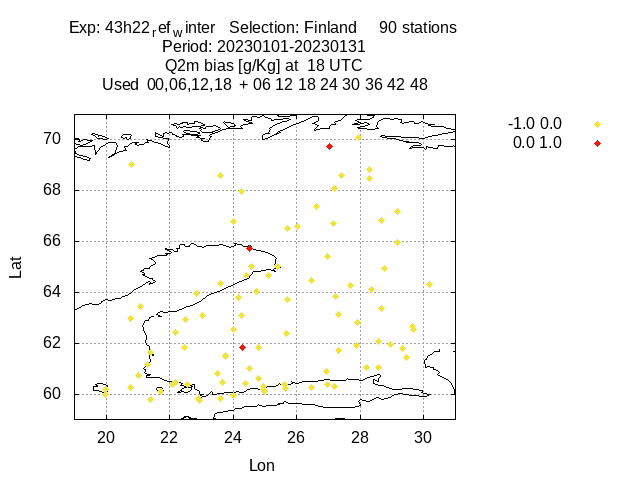 Exp: 43h22ref winter Selection: Finland 90 stations
Period: 20230101-20230131
Q2m bias [g/Kg] at 18 UTC
Used 00,06,12,18 + 06 12 18 24 30 36 42 48
-1.0 0.0
0.0 1.0
70
68
66
64
62
60
Lat
20 22 24 26 28 30
Lon